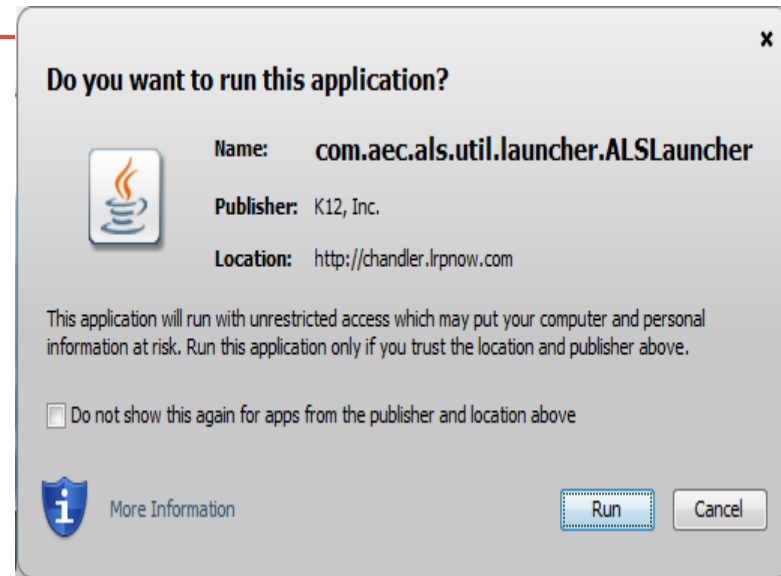 Do you want to run this application?
Name: com.aec.als.util.launcher.ALSLauncher
Publisher: K12, Inc.
Location: http://chandler.lrpnow.com
This application will run with unrestricted access which may put your computer and personal
information at risk. Run this application only if you trust the location and publisher above.
Do not show this again for apps from the publisher and location above
More Information
Run Cancel